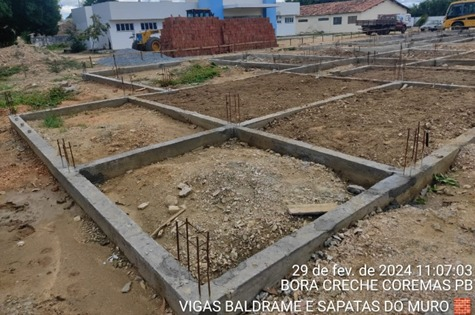 29 de fev. de 2024 11:07:03
BORA CRECHE COREMAS PB
VIGAS BALDRAME E SAPATAS DO MURO 🧱